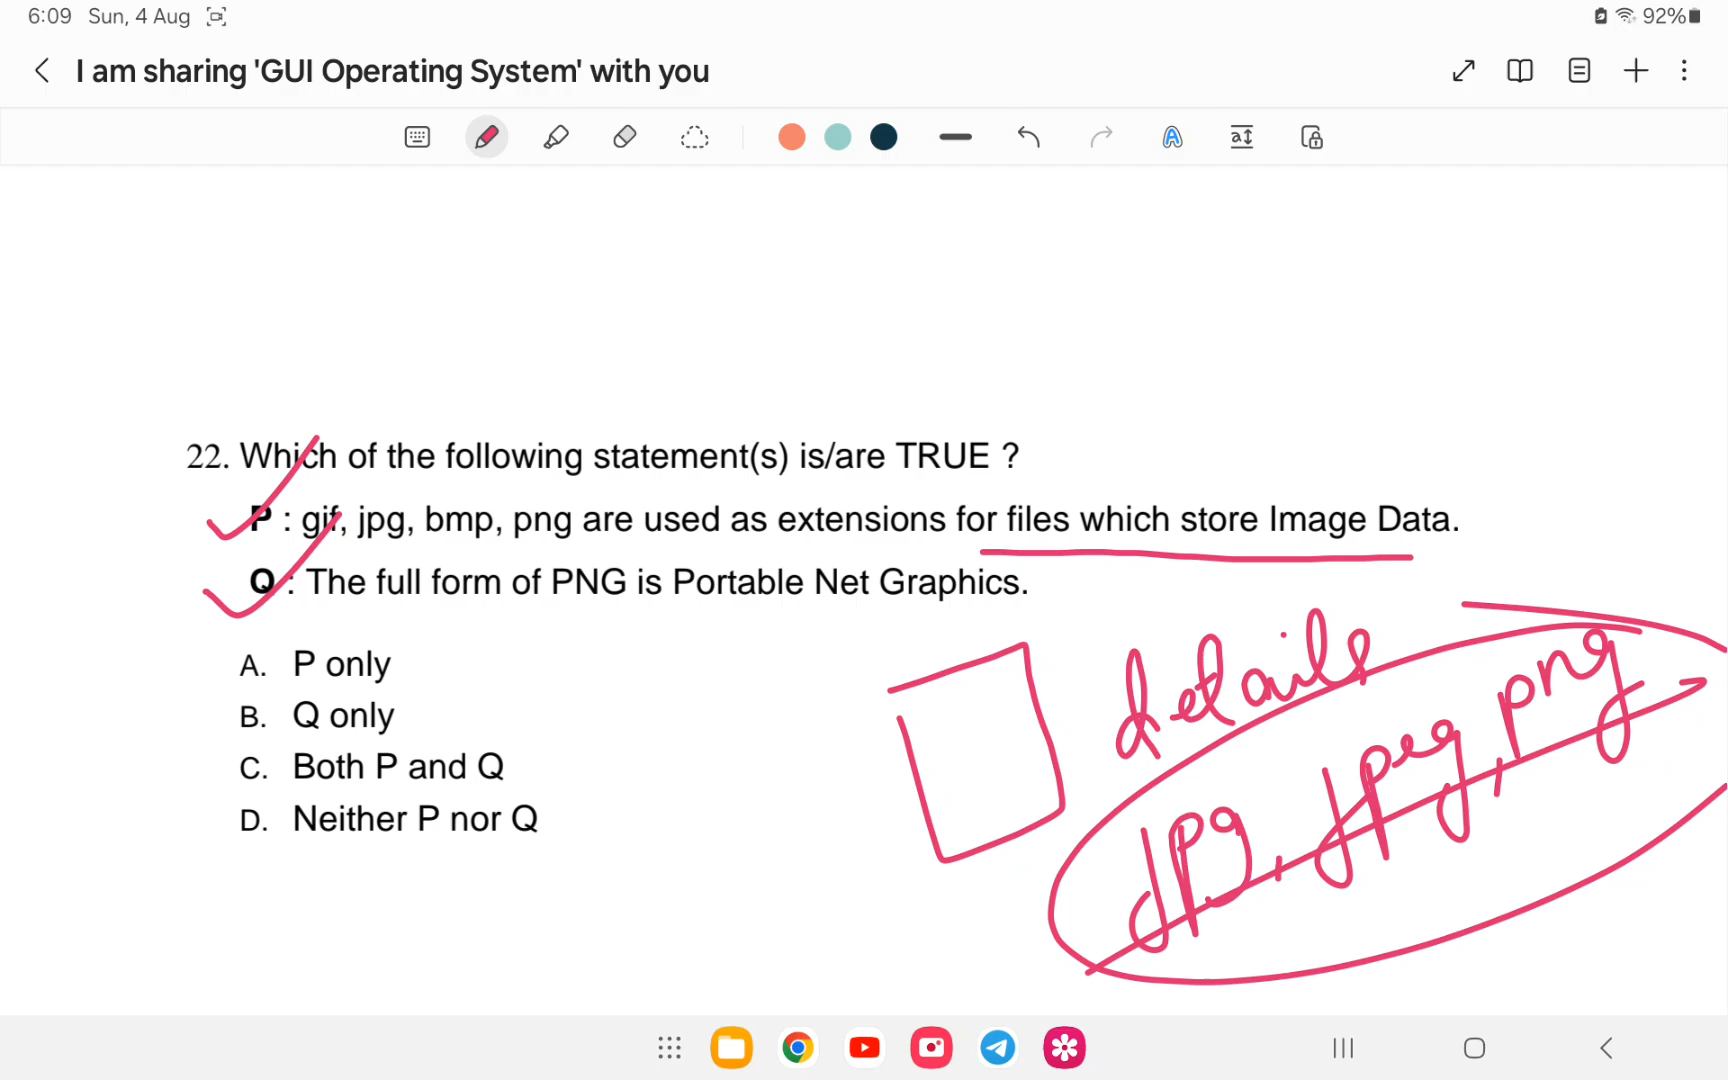 6:09 Sun, 4 Aug 92%
I am sharing 'GUI Operating System' with you
22. Which of the following statement(s) is/are TRUE ?
P : gif, jpg, bmp, png are used as extensions for files which store Image Data.
Q : The full form of PNG is Portable Net Graphics.
A. P only
B. Q only
C. Both P and Q
D. Neither P nor Q
details
jpg, jpeg, png